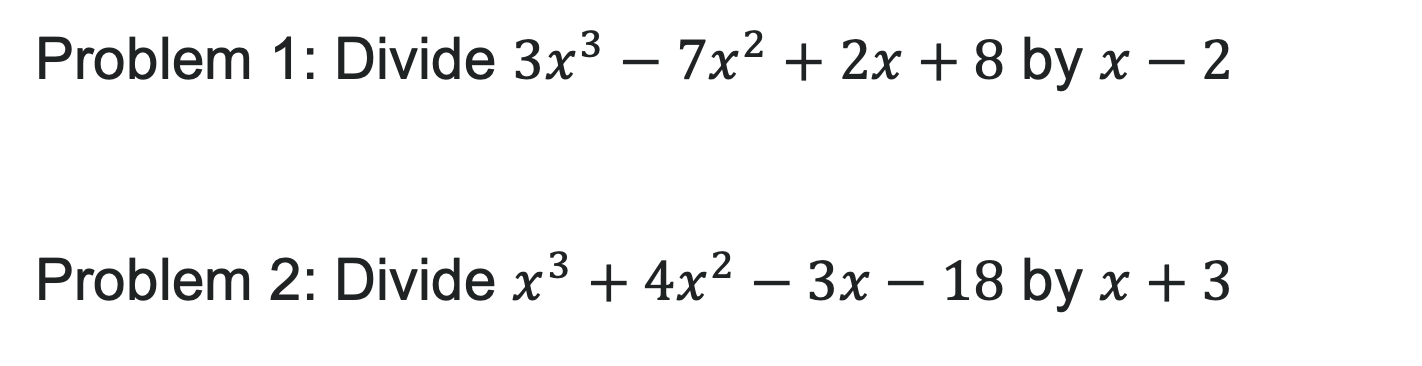 Problem 1: Divide 3x³ − 7x² + 2x + 8 by x − 2
Problem 2: Divide x³ + 4x² − 3x − 18 by x + 3